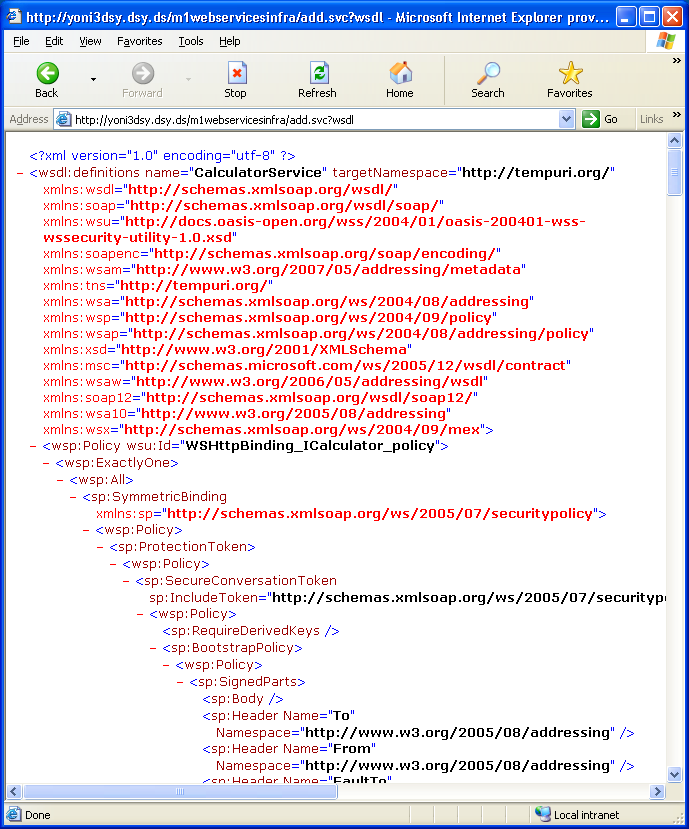 http://yoni3dsy.dsy.ds/m1webservicesinfra/add.svc?wsdl - Microsoft Internet Explorer prov...
File Edit View Favorites Tools Help
Back Forward Stop Refresh Home Search Favorites
Address http://yoni3dsy.dsy.ds/m1webservicesinfra/add.svc?wsdl Go Links
<?xml version="1.0" encoding="utf-8" ?>
- <wsdl:definitions name="CalculatorService" targetNamespace="http://tempuri.org/"
xmlns:wsdl="http://schemas.xmlsoap.org/wsdl/"
xmlns:soap="http://schemas.xmlsoap.org/wsdl/soap/"
xmlns:wsu="http://docs.oasis-open.org/wss/2004/01/oasis-200401-wss-
wssecurity-utility-1.0.xsd"
xmlns:soapenc="http://schemas.xmlsoap.org/soap/encoding/"
xmlns:wsam="http://www.w3.org/2007/05/addressing/metadata"
xmlns:tns="http://tempuri.org/"
xmlns:wsa="http://schemas.xmlsoap.org/ws/2004/08/addressing"
xmlns:wsp="http://schemas.xmlsoap.org/ws/2004/09/policy"
xmlns:wsap="http://schemas.xmlsoap.org/ws/2004/08/addressing/policy"
xmlns:xsd="http://www.w3.org/2001/XMLSchema"
xmlns:msc="http://schemas.microsoft.com/ws/2005/12/wsdl/contract"
xmlns:wsaw="http://www.w3.org/2006/05/addressing/wsdl"
xmlns:soap12="http://schemas.xmlsoap.org/wsdl/soap12/"
xmlns:wsa10="http://www.w3.org/2005/08/addressing"
xmlns:wsx="http://schemas.xmlsoap.org/ws/2004/09/mex">
- <wsp:Policy wsu:Id="WSHttpBinding_ICalculator_policy">
- <wsp:ExactlyOne>
- <wsp:All>
- <sp:SymmetricBinding
xmlns:sp="http://schemas.xmlsoap.org/ws/2005/07/securitypolicy">
- <wsp:Policy>
- <sp:ProtectionToken>
- <wsp:Policy>
- <sp:SecureConversationToken
sp:IncludeToken="http://schemas.xmlsoap.org/ws/2005/07/securitypo
- <wsp:Policy>
<sp:RequireDerivedKeys />
- <sp:BootstrapPolicy>
- <wsp:Policy>
- <sp:SignedParts>
<sp:Body />
<sp:Header Name="To"
Namespace="http://www.w3.org/2005/08/addressing" />
<sp:Header Name="From"
Namespace="http://www.w3.org/2005/08/addressing" />
<sp:Header Name="FaultTo"
Done Local intranet